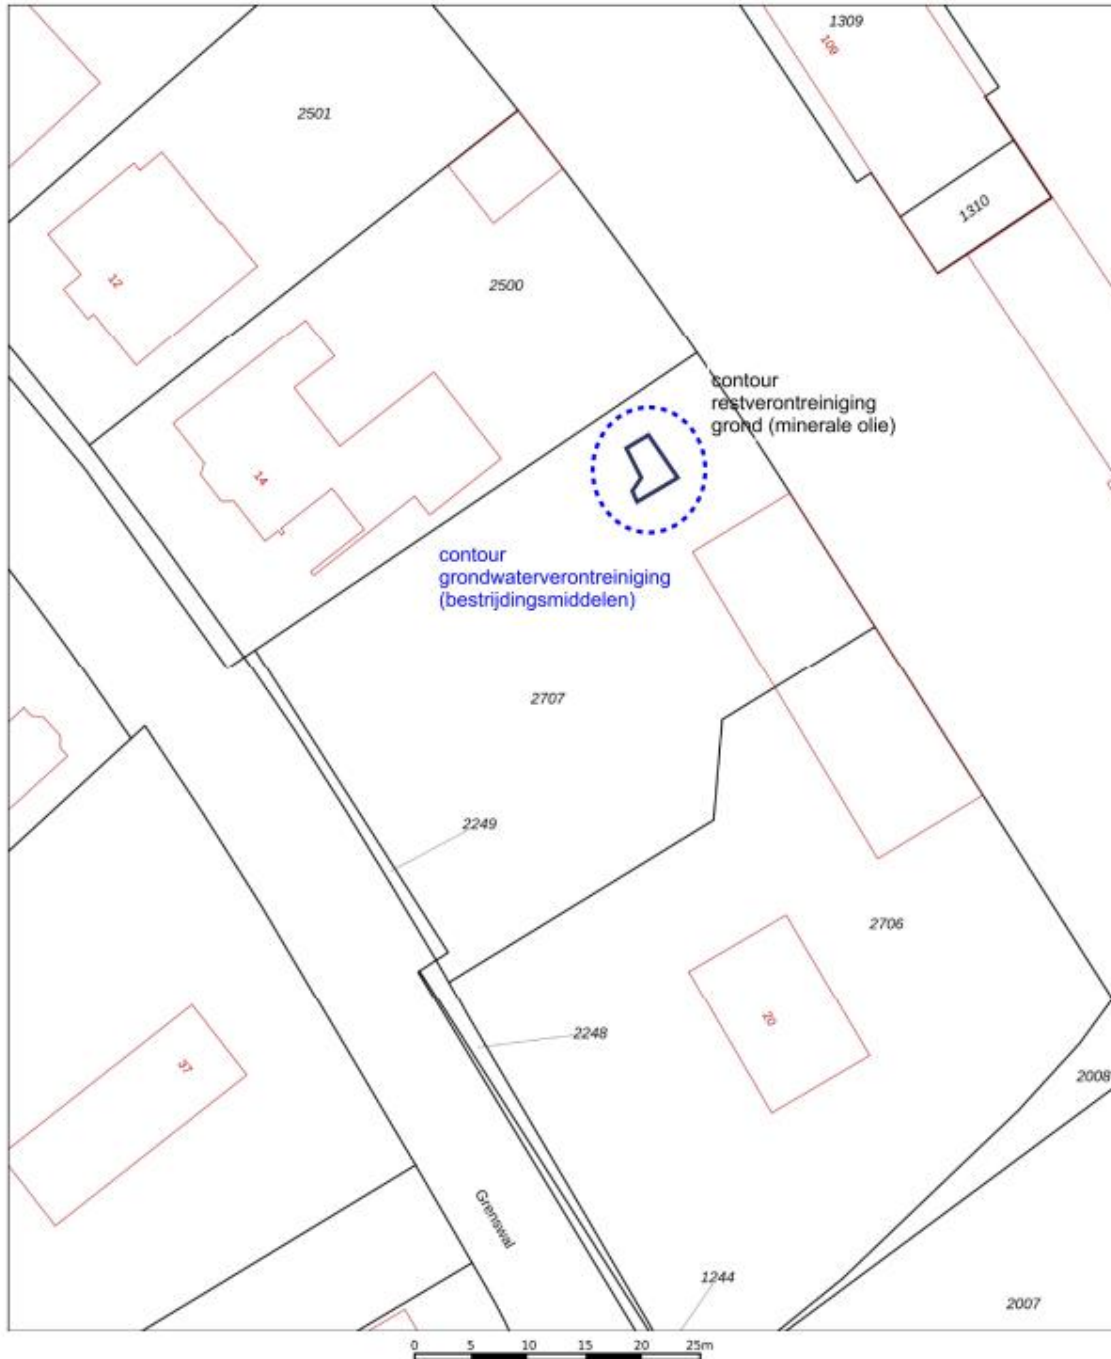 1309
109
2501
1310
12
2500
contour
restverontreiniging
grond (minerale olie)
14
contour
grondwaterverontreiniging
(bestrijdingsmiddelen)
2707
2249
2706
20
2248
37
2008
Grenswal
1244
2007
0 5 10 15 20 25m